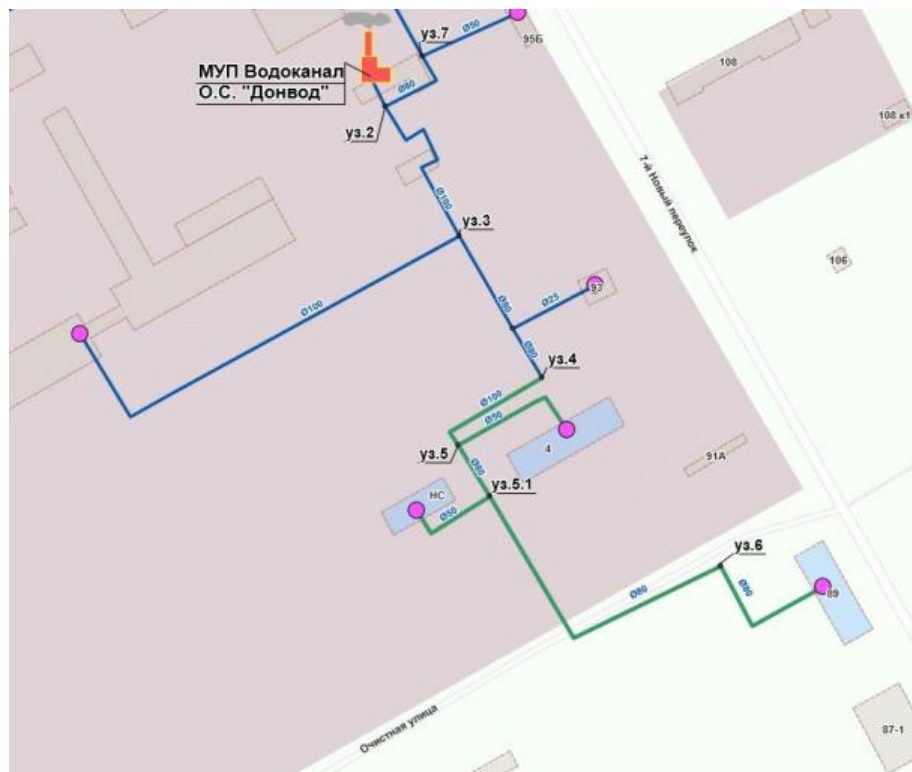 Ø50
уз.7
95Б
МУП Водоканал
О.С. "Донвод"
Ø80
108
уз.2
108 к1
7-й Новый переулок
Ø100
уз.3
106
93
Ø80
Ø25
Ø100
Ø80
уз.4
Ø100
Ø50
4
уз.5
91А
Ø80
уз.5.1
НС
Ø50
уз.6
Ø80
Ø80
89
Очистная улица
87-1